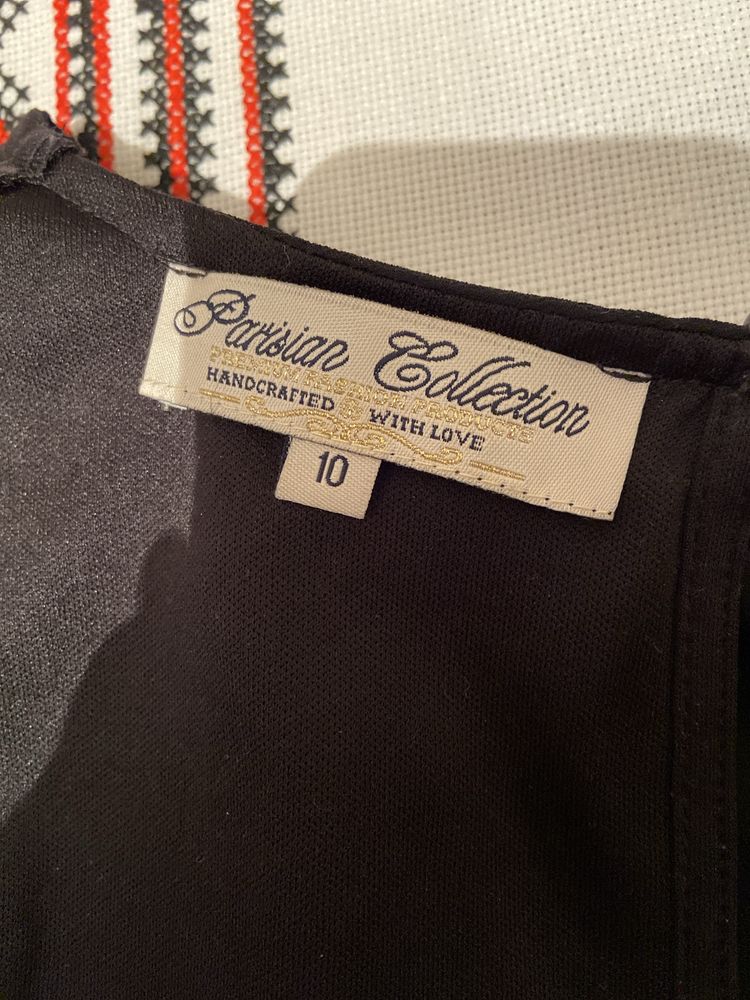 Parisian Collection
PREMIUM FASHION PRODUCTS
HANDCRAFTED & WITH LOVE
10